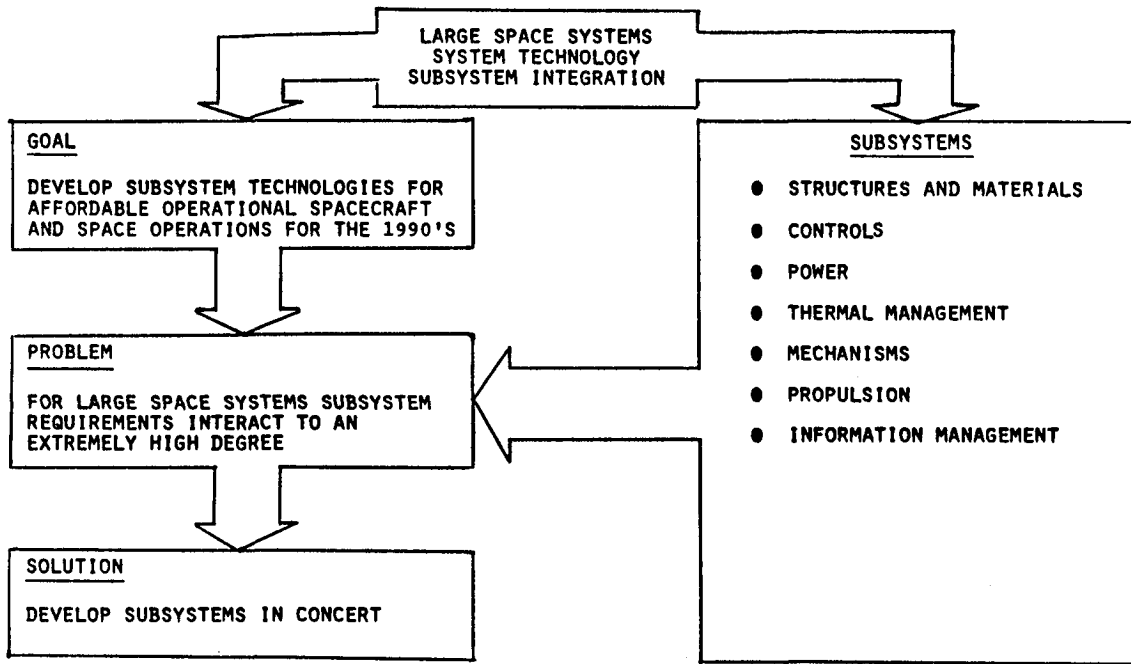 LARGE SPACE SYSTEMS
SYSTEM TECHNOLOGY
SUBSYSTEM INTEGRATION
GOAL
DEVELOP SUBSYSTEM TECHNOLOGIES FOR
AFFORDABLE OPERATIONAL SPACECRAFT
AND SPACE OPERATIONS FOR THE 1990'S
PROBLEM
FOR LARGE SPACE SYSTEMS SUBSYSTEM
REQUIREMENTS INTERACT TO AN
EXTREMELY HIGH DEGREE
SOLUTION
DEVELOP SUBSYSTEMS IN CONCERT
SUBSYSTEMS
● STRUCTURES AND MATERIALS
● CONTROLS
● POWER
● THERMAL MANAGEMENT
● MECHANISMS
● PROPULSION
● INFORMATION MANAGEMENT